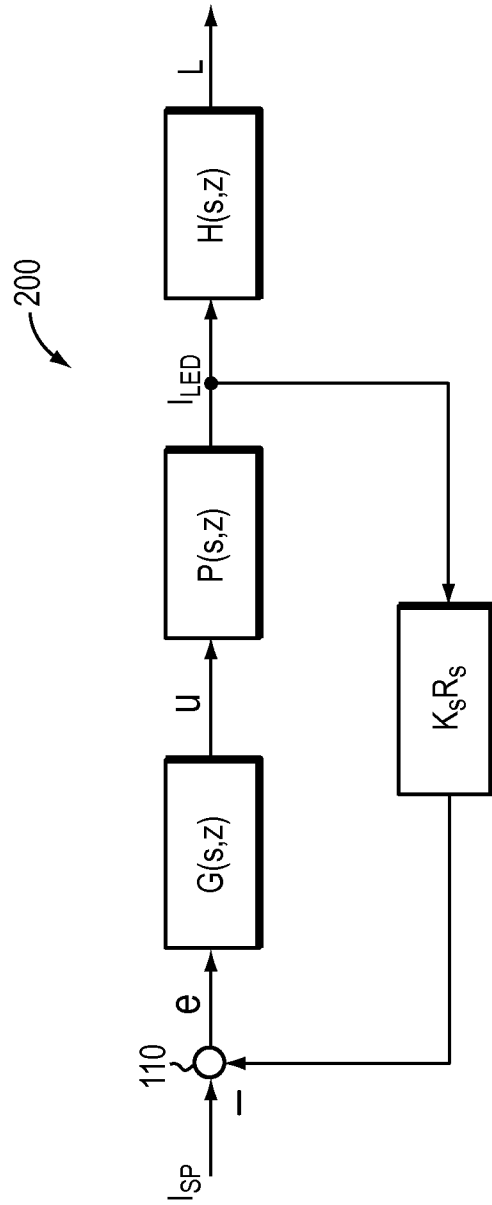 200
I_SP
110
e
G(s,z)
u
P(s,z)
I_LED
H(s,z)
L
–
K_sR_s